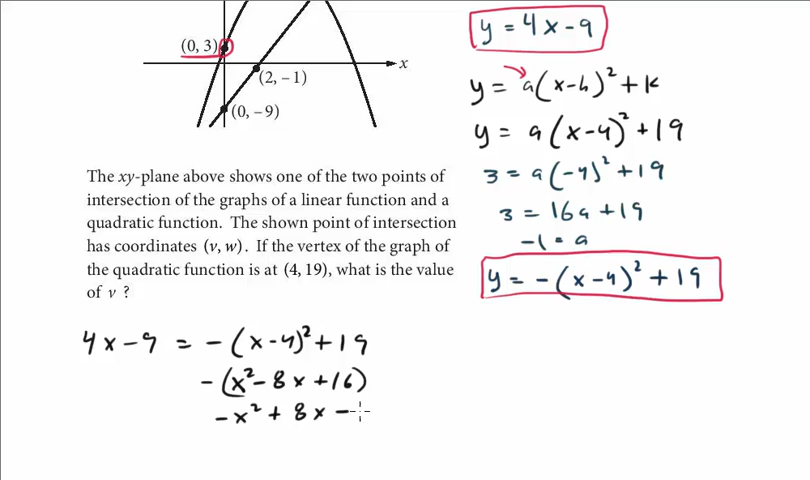 (0, 3)
x
(2, −1)
(0, −9)
The xy-plane above shows one of the two points of
intersection of the graphs of a linear function and a
quadratic function. The shown point of intersection
has coordinates (v, w). If the vertex of the graph of
the quadratic function is at (4, 19), what is the value
of v ?
4x − 9 = −(x−4)² + 19
−(x² − 8x + 16)
−x² + 8x −
y = 4x − 9
y = a(x−h)² + k
y = a(x−4)² + 19
3 = a(−4)² + 19
3 = 16a + 19
−1 = a
y = −(x−4)² + 19